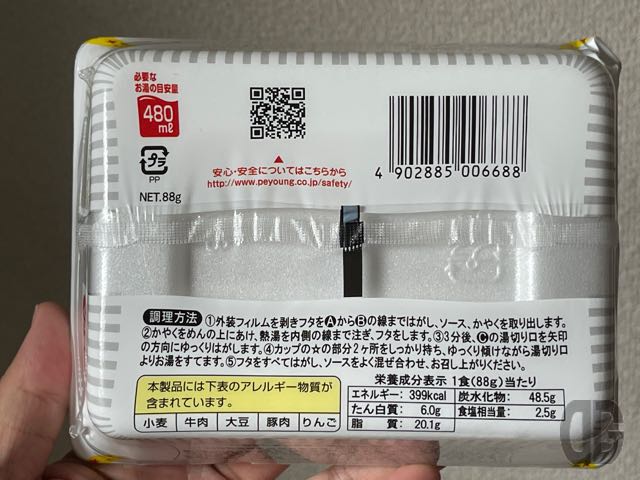 必要な
お湯の目安量
480
ml
プラ
PP
NET.88g
安心・安全についてはこちらから
http://www.peyoung.co.jp/safety/
4 902885 006688
プラ
調理方法 ①外装フィルムを剥きフタをⒶからⒷの線まではがし、ソース、かやくを取り出します。
②かやくをめんの上にあけ、熱湯を内側の線まで注ぎ、フタをします。③3分後、Ⓒの湯切り口を矢印
の方向にゆっくりはがします。④カップの☆の部分2ヶ所をしっかり持ち、ゆっくり傾けながら湯切り口
よりお湯をすてます。⑤フタをすべてはがし、ソースをよく混ぜ合わせ、お召し上がりください。
本製品には下表のアレルギー物質が
含まれています。
小麦 牛肉 大豆 豚肉 りんご
栄養成分表示 1食(88g)当たり
エネルギー: 399kcal 炭水化物: 48.5g
たん白質: 6.0g 食塩相当量: 2.5g
脂質: 20.1g